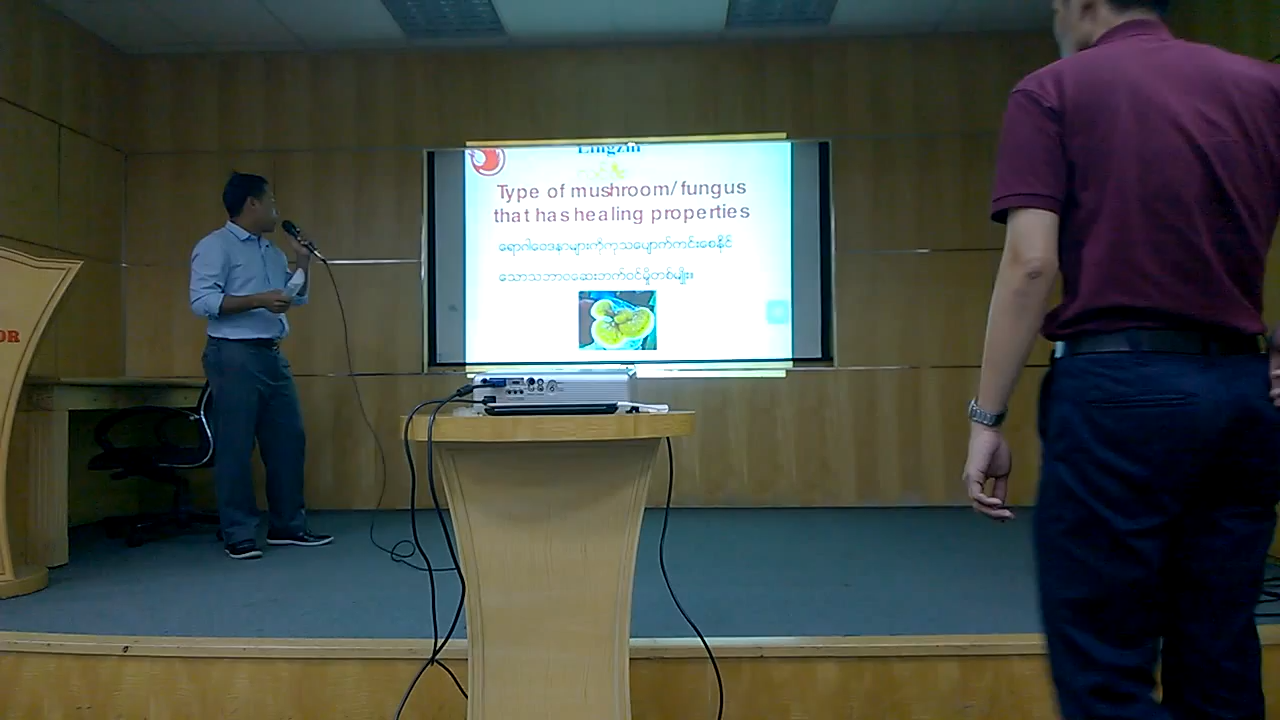 Lingzhi
Type of mushroom/fungus
that has healing properties
ရောဂါဝေဒနာများကိုကုသပျောက်ကင်းစေနိုင်
သောသဘာဝဆေးဘက်ဝင်မှိုတစ်မျိုး။
OR